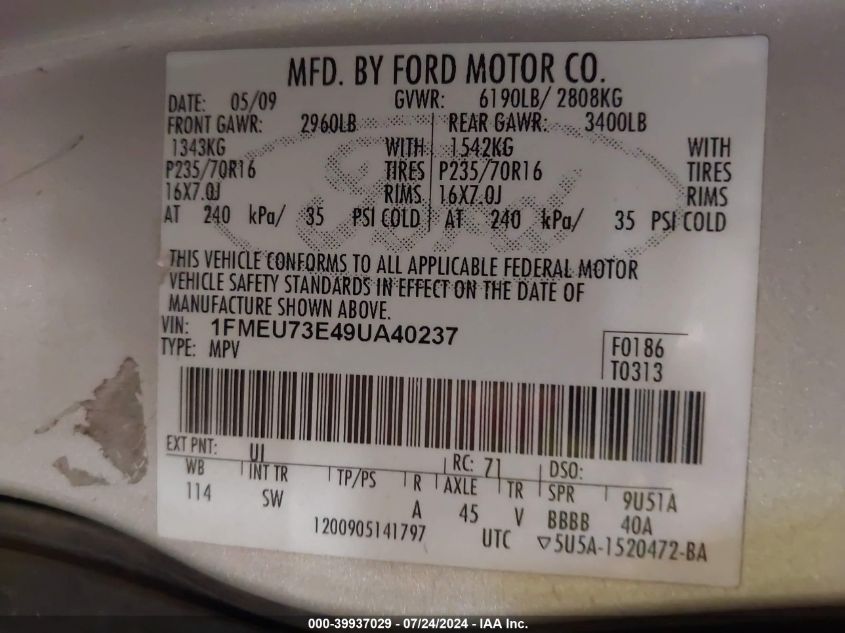 MFD. BY FORD MOTOR CO.
DATE: 05/09 GVWR: 6190LB/ 2808KG
FRONT GAWR: 2960LB REAR GAWR: 3400LB
1343KG WITH 1542KG WITH
P235/70R16 TIRES P235/70R16 TIRES
16X7.0J RIMS 16X7.0J RIMS
AT 240 kPa/ 35 PSI COLD AT 240 kPa/ 35 PSI COLD
Ford
THIS VEHICLE CONFORMS TO ALL APPLICABLE FEDERAL MOTOR
VEHICLE SAFETY STANDARDS IN EFFECT ON THE DATE OF
MANUFACTURE SHOWN ABOVE.
VIN: 1FMEU73E49UA40237
TYPE: MPV
F0186
T0313
EXT PNT: UI RC: 71 DSO:
WB INT TR TP/PS R AXLE TR SPR 9U51A
114 SW A 45 V BBBB 40A
1200905141797 UTC ▽5U5A-1520472-BA
000-39937029 - 07/24/2024 - IAA Inc.